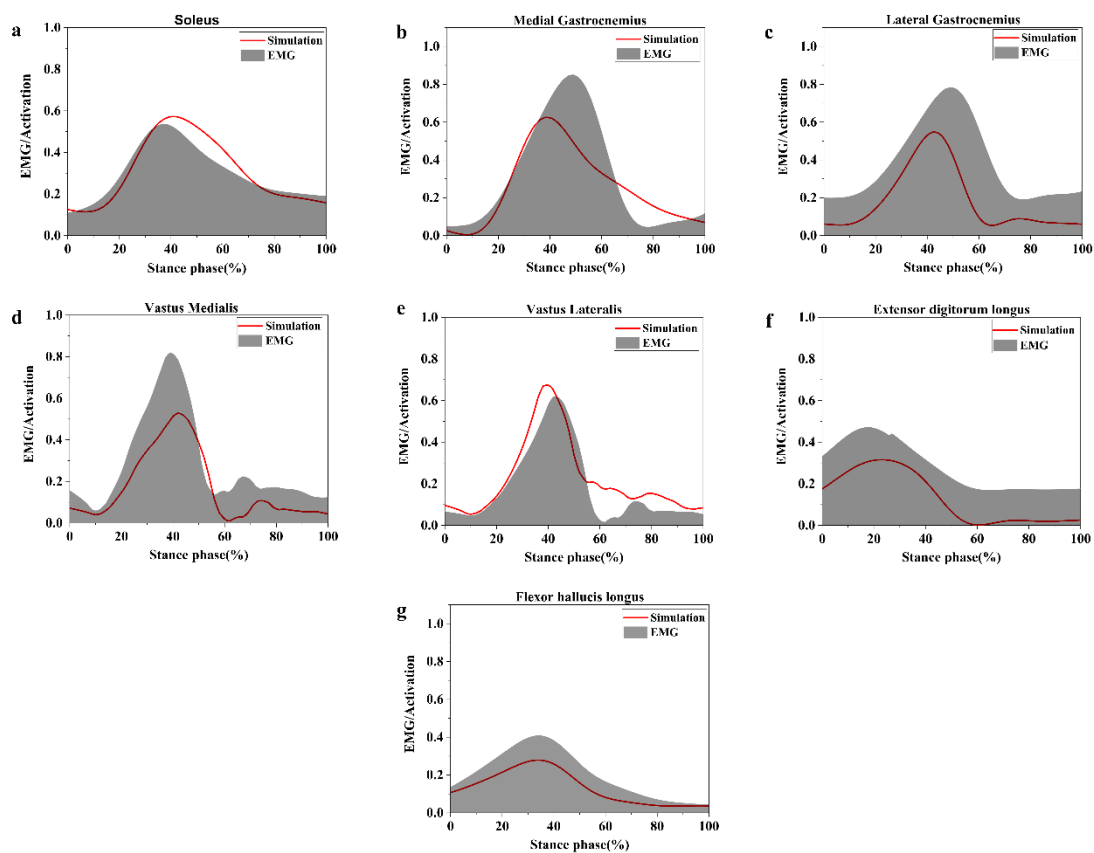 a
Soleus
Simulation
EMG
EMG/Activation
1.0
0.8
0.6
0.4
0.2
0.0
0 20 40 60 80 100
Stance phase(%)
b
Medial Gastrocnemius
Simulation
EMG
EMG/Activation
1.0
0.8
0.6
0.4
0.2
0.0
0 20 40 60 80 100
Stance phase(%)
c
Lateral Gastrocnemius
Simulation
EMG
EMG/Activation
1.0
0.8
0.6
0.4
0.2
0.0
0 20 40 60 80 100
Stance phase(%)
d
Vastus Medialis
Simulation
EMG
EMG/Activation
1.0
0.8
0.6
0.4
0.2
0.0
0 20 40 60 80 100
Stance phase(%)
e
Vastus Lateralis
Simulation
EMG
EMG/Activation
1.0
0.8
0.6
0.4
0.2
0.0
0 20 40 60 80 100
Stance phase(%)
f
Extensor digitorum longus
Simulation
EMG
EMG/Activation
1.0
0.8
0.6
0.4
0.2
0.0
0 20 40 60 80 100
Stance phase(%)
g
Flexor hallucis longus
Simulation
EMG
EMG/Activation
1.0
0.8
0.6
0.4
0.2
0.0
0 20 40 60 80 100
Stance phase(%)